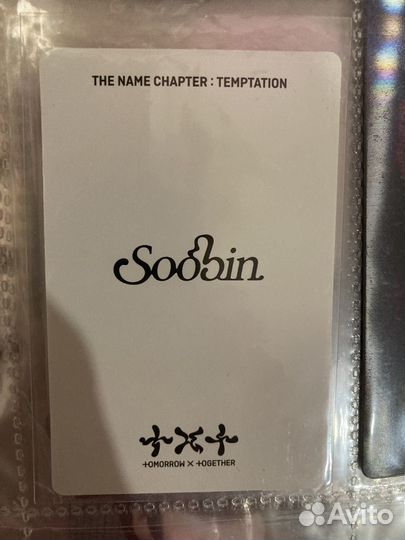 THE NAME CHAPTER : TEMPTATION
Soobin
+x+
+OMORROW × +OGETHER
Avito